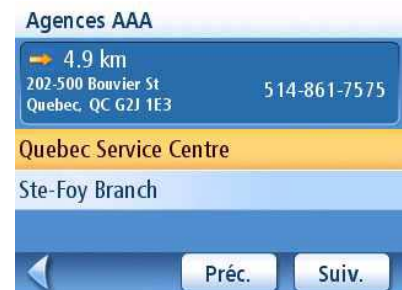 Agences AAA
4.9 km
202-500 Bouvier St
514-861-7575
Quebec, QC G2J 1E3
Quebec Service Centre
Ste-Foy Branch
Préc.
Suiv.